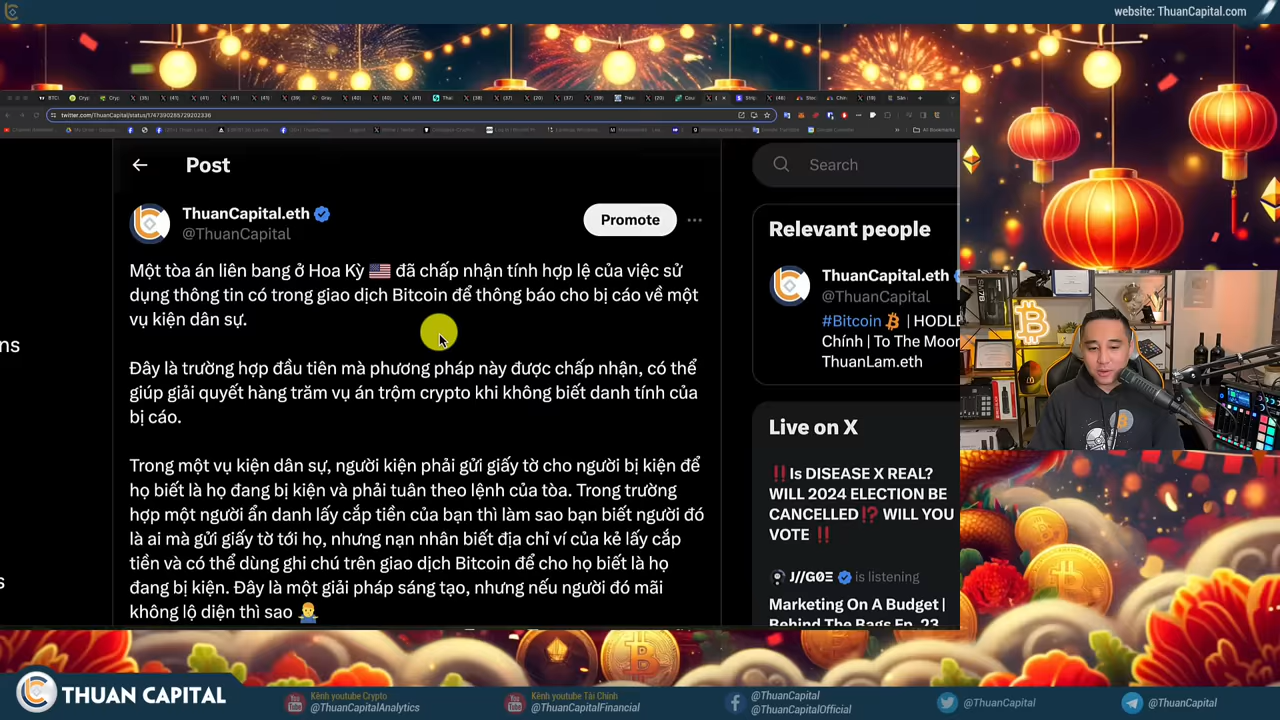 website: ThuanCapital.com
twitter.com/ThuanCapital/status/1747390285729202336
All Bookmarks
Post
Search
ThuanCapital.eth
@ThuanCapital
Promote
Một tòa án liên bang ở Hoa Kỳ 🇺🇸 đã chấp nhận tính hợp lệ của việc sử
dụng thông tin có trong giao dịch Bitcoin để thông báo cho bị cáo về một
vụ kiện dân sự.
Đây là trường hợp đầu tiên mà phương pháp này được chấp nhận, có thể
giúp giải quyết hàng trăm vụ án trộm crypto khi không biết danh tính của
bị cáo.
Trong một vụ kiện dân sự, người kiện phải gửi giấy tờ cho người bị kiện để
họ biết là họ đang bị kiện và phải tuân theo lệnh của tòa. Trong trường
hợp một người ẩn danh lấy cắp tiền của bạn thì làm sao bạn biết người đó
là ai mà gửi giấy tờ tới họ, nhưng nạn nhân biết địa chỉ ví của kẻ lấy cắp
tiền và có thể dùng ghi chú trên giao dịch Bitcoin để cho họ biết là họ
đang bị kiện. Đây là một giải pháp sáng tạo, nhưng nếu người đó mãi
không lộ diện thì sao 🤷‍♂️
ns
s
Relevant people
ThuanCapital.eth
@ThuanCapital
#Bitcoin | HODLE
Chính | To The Moon
ThuanLam.eth
Live on X
‼️Is DISEASE X REAL?
WILL 2024 ELECTION BE
CANCELLED⁉️ WILL YOU
VOTE ‼️
J//G0Ξ is listening
Marketing On A Budget |
Behind The Bags Ep. 23
THUAN CAPITAL
Kênh youtube Crypto
@ThuanCapitalAnalytics
Kênh youtube Tài Chính
@ThuanCapitalFinancial
@ThuanCapital
@ThuanCapitalOfficial
@ThuanCapital
@ThuanCapital